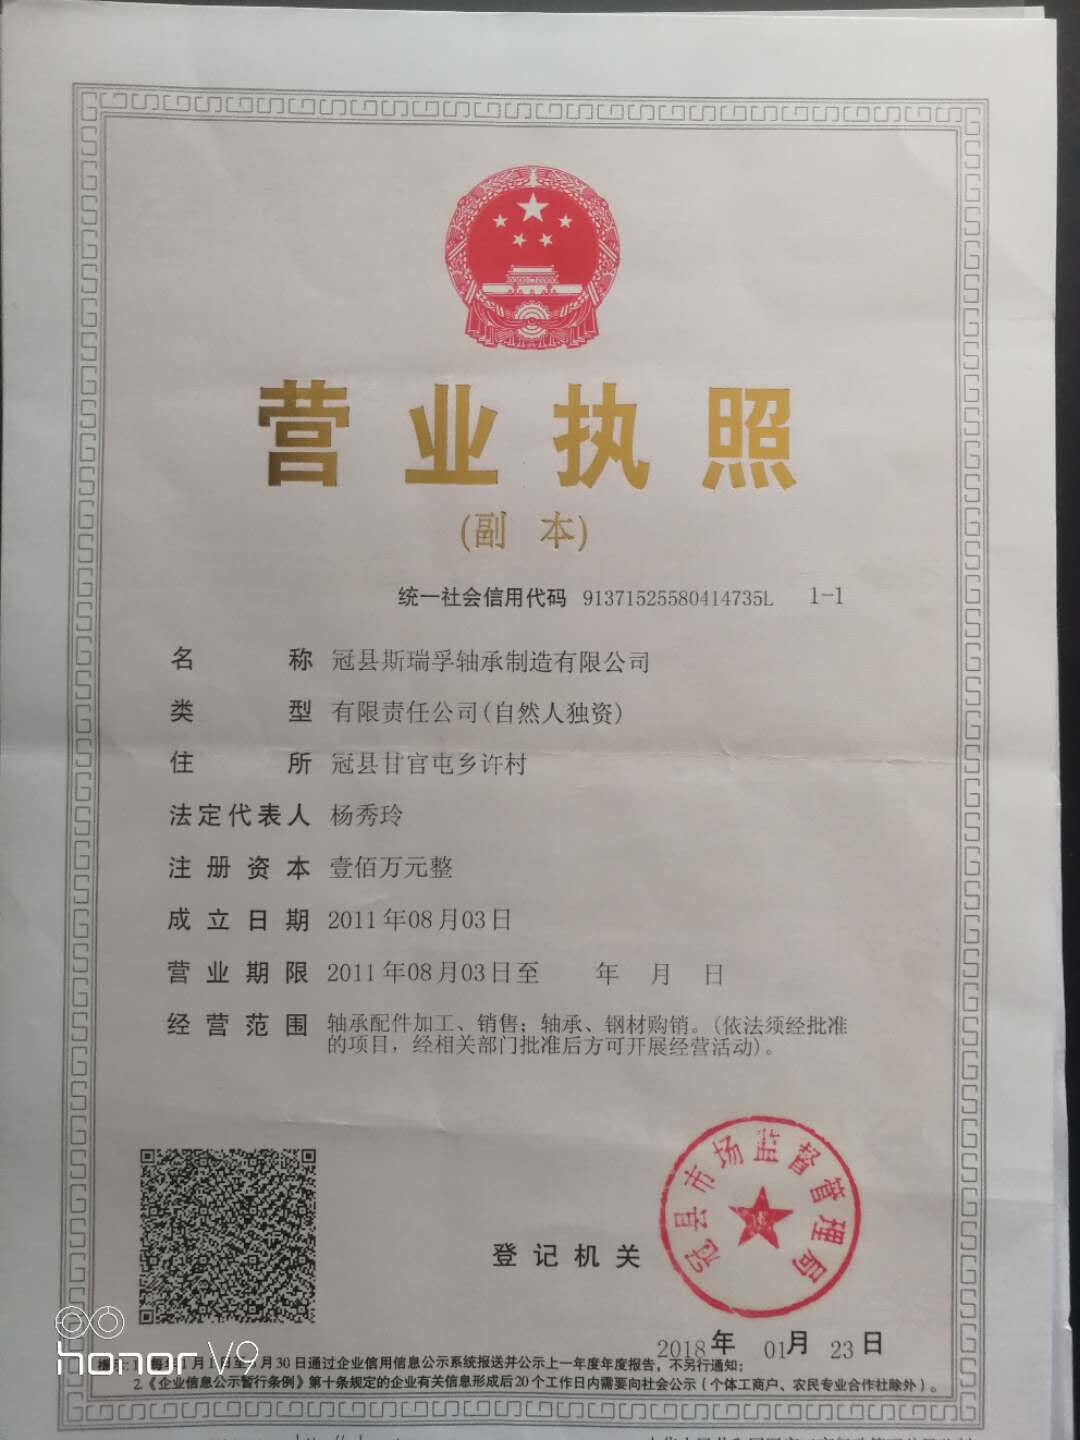 营业执照
(副 本)
统一社会信用代码 91371525580414735L 1-1
名称 冠县斯瑞孚轴承制造有限公司
类型 有限责任公司(自然人独资)
住所 冠县甘官屯乡许村
法定代表人 杨秀玲
注册资本 壹佰万元整
成立日期 2011年08月03日
营业期限 2011年08月03日至 年 月 日
经营范围 轴承配件加工、销售；轴承、钢材购销。(依法须经批准
的项目，经相关部门批准后方可开展经营活动)。
冠县市场监督管理局
登记机关
2018年 01月 23日
1月1日至6月30日通过企业信用信息公示系统报送并公示上一年度年度报告，不另行通知；
2.《企业信息公示暂行条例》第十条规定的企业有关信息形成后20个工作日内需要向社会公示（个体工商户、农民专业合作社除外）。
honor V9